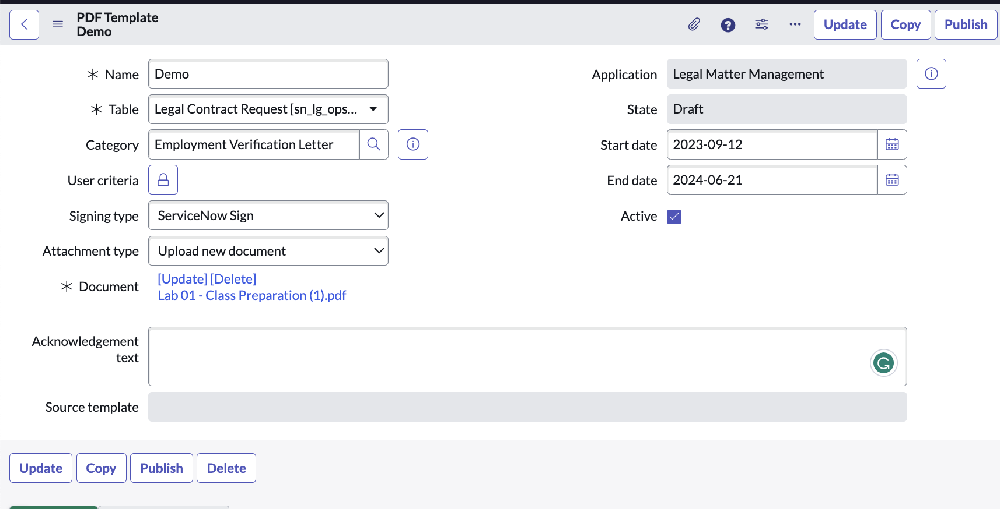 PDF Template
Demo
Update
Copy
Publish
Name
Demo
Application
Legal Matter Management
Table
Legal Contract Request [sn_lg_ops...
State
Draft
Category
Employment Verification Letter
Start date
2023-09-12
User criteria
End date
2024-06-21
Signing type
ServiceNow Sign
Active
Attachment type
Upload new document
Document
[Update] [Delete]
Lab 01 - Class Preparation (1).pdf
Acknowledgement
text
Source template
Update
Copy
Publish
Delete